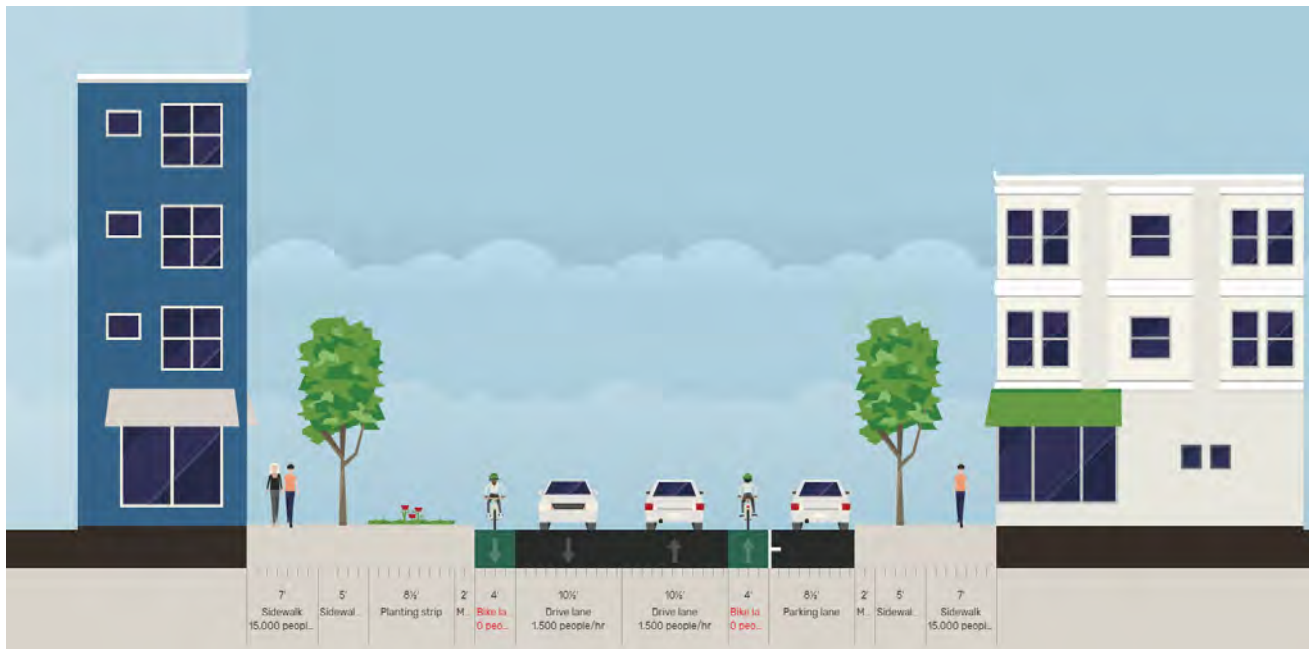 7'
Sidewalk
15,000 peopl...
5'
Sidewal...
8½'
Planting strip
2'
M...
4'
Bike la
0 peo...
10½'
Drive lane
1,500 people/hr
10½'
Drive lane
1,500 people/hr
4'
Bike la
0 peo...
8½'
Parking lane
2'
M...
5'
Sidewal...
7'
Sidewalk
15,000 peopl...